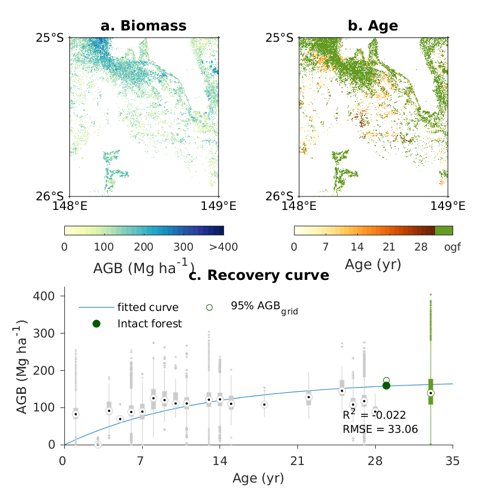 a. Biomass
b. Age
25°S
26°S
148°E
149°E
25°S
26°S
148°E
149°E
0 100 200 300 >400
AGB (Mg ha-1)
0 7 14 21 28 ogf
Age (yr)
c. Recovery curve
400
300
200
100
0
AGB (Mg ha-1)
fitted curve
95% AGBgrid
Intact forest
R2 = -0.022
RMSE = 33.06
0 7 14 21 28 35
Age (yr)